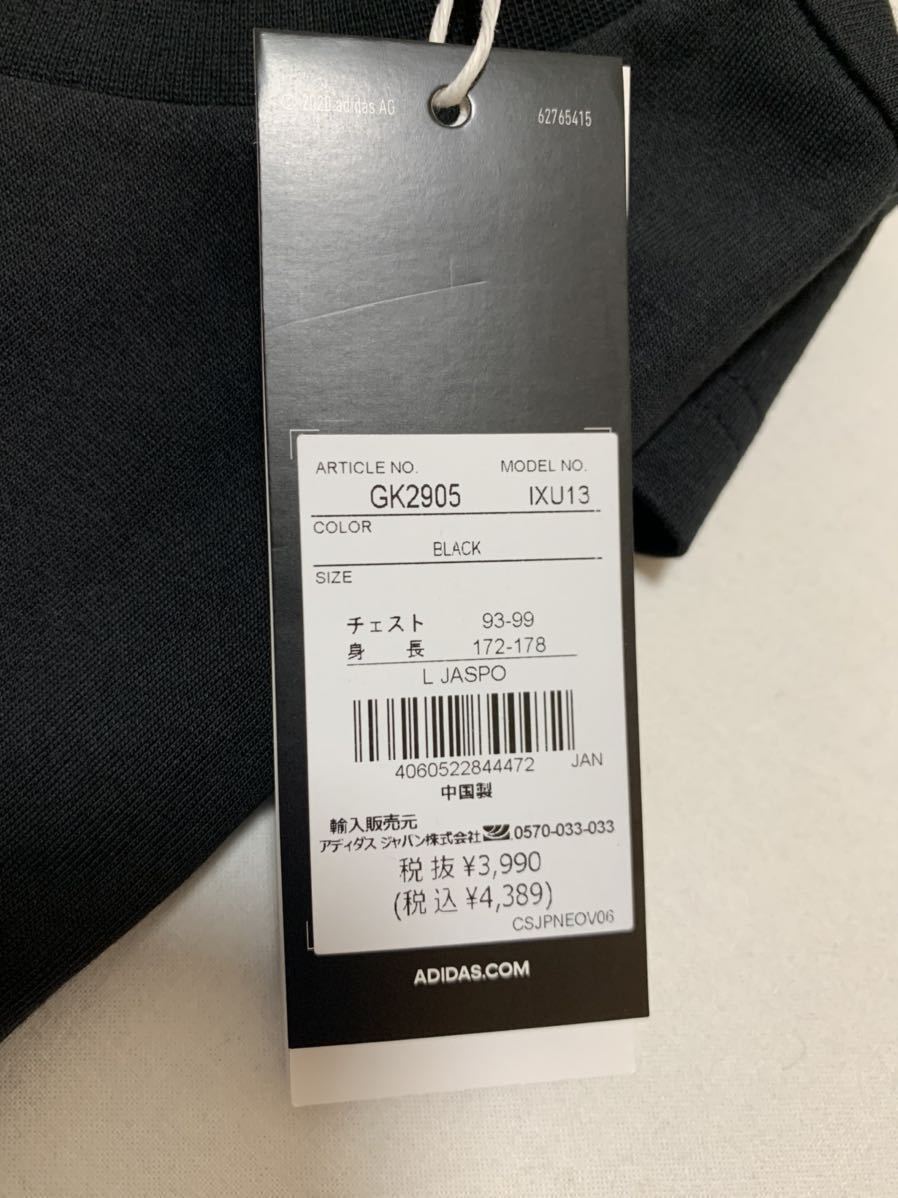 © 2020 adidas AG
62765415
ARTICLE NO. MODEL NO.
GK2905 IXU13
COLOR
BLACK
SIZE
チェスト 93-99
身 長 172-178
L JASPO
4060522844472 JAN
中国製
輸入販売元
アディダス ジャパン株式会社 0570-033-033
税 抜 ¥3,990
(税 込 ¥4,389)
CSJPNEOV06
ADIDAS.COM